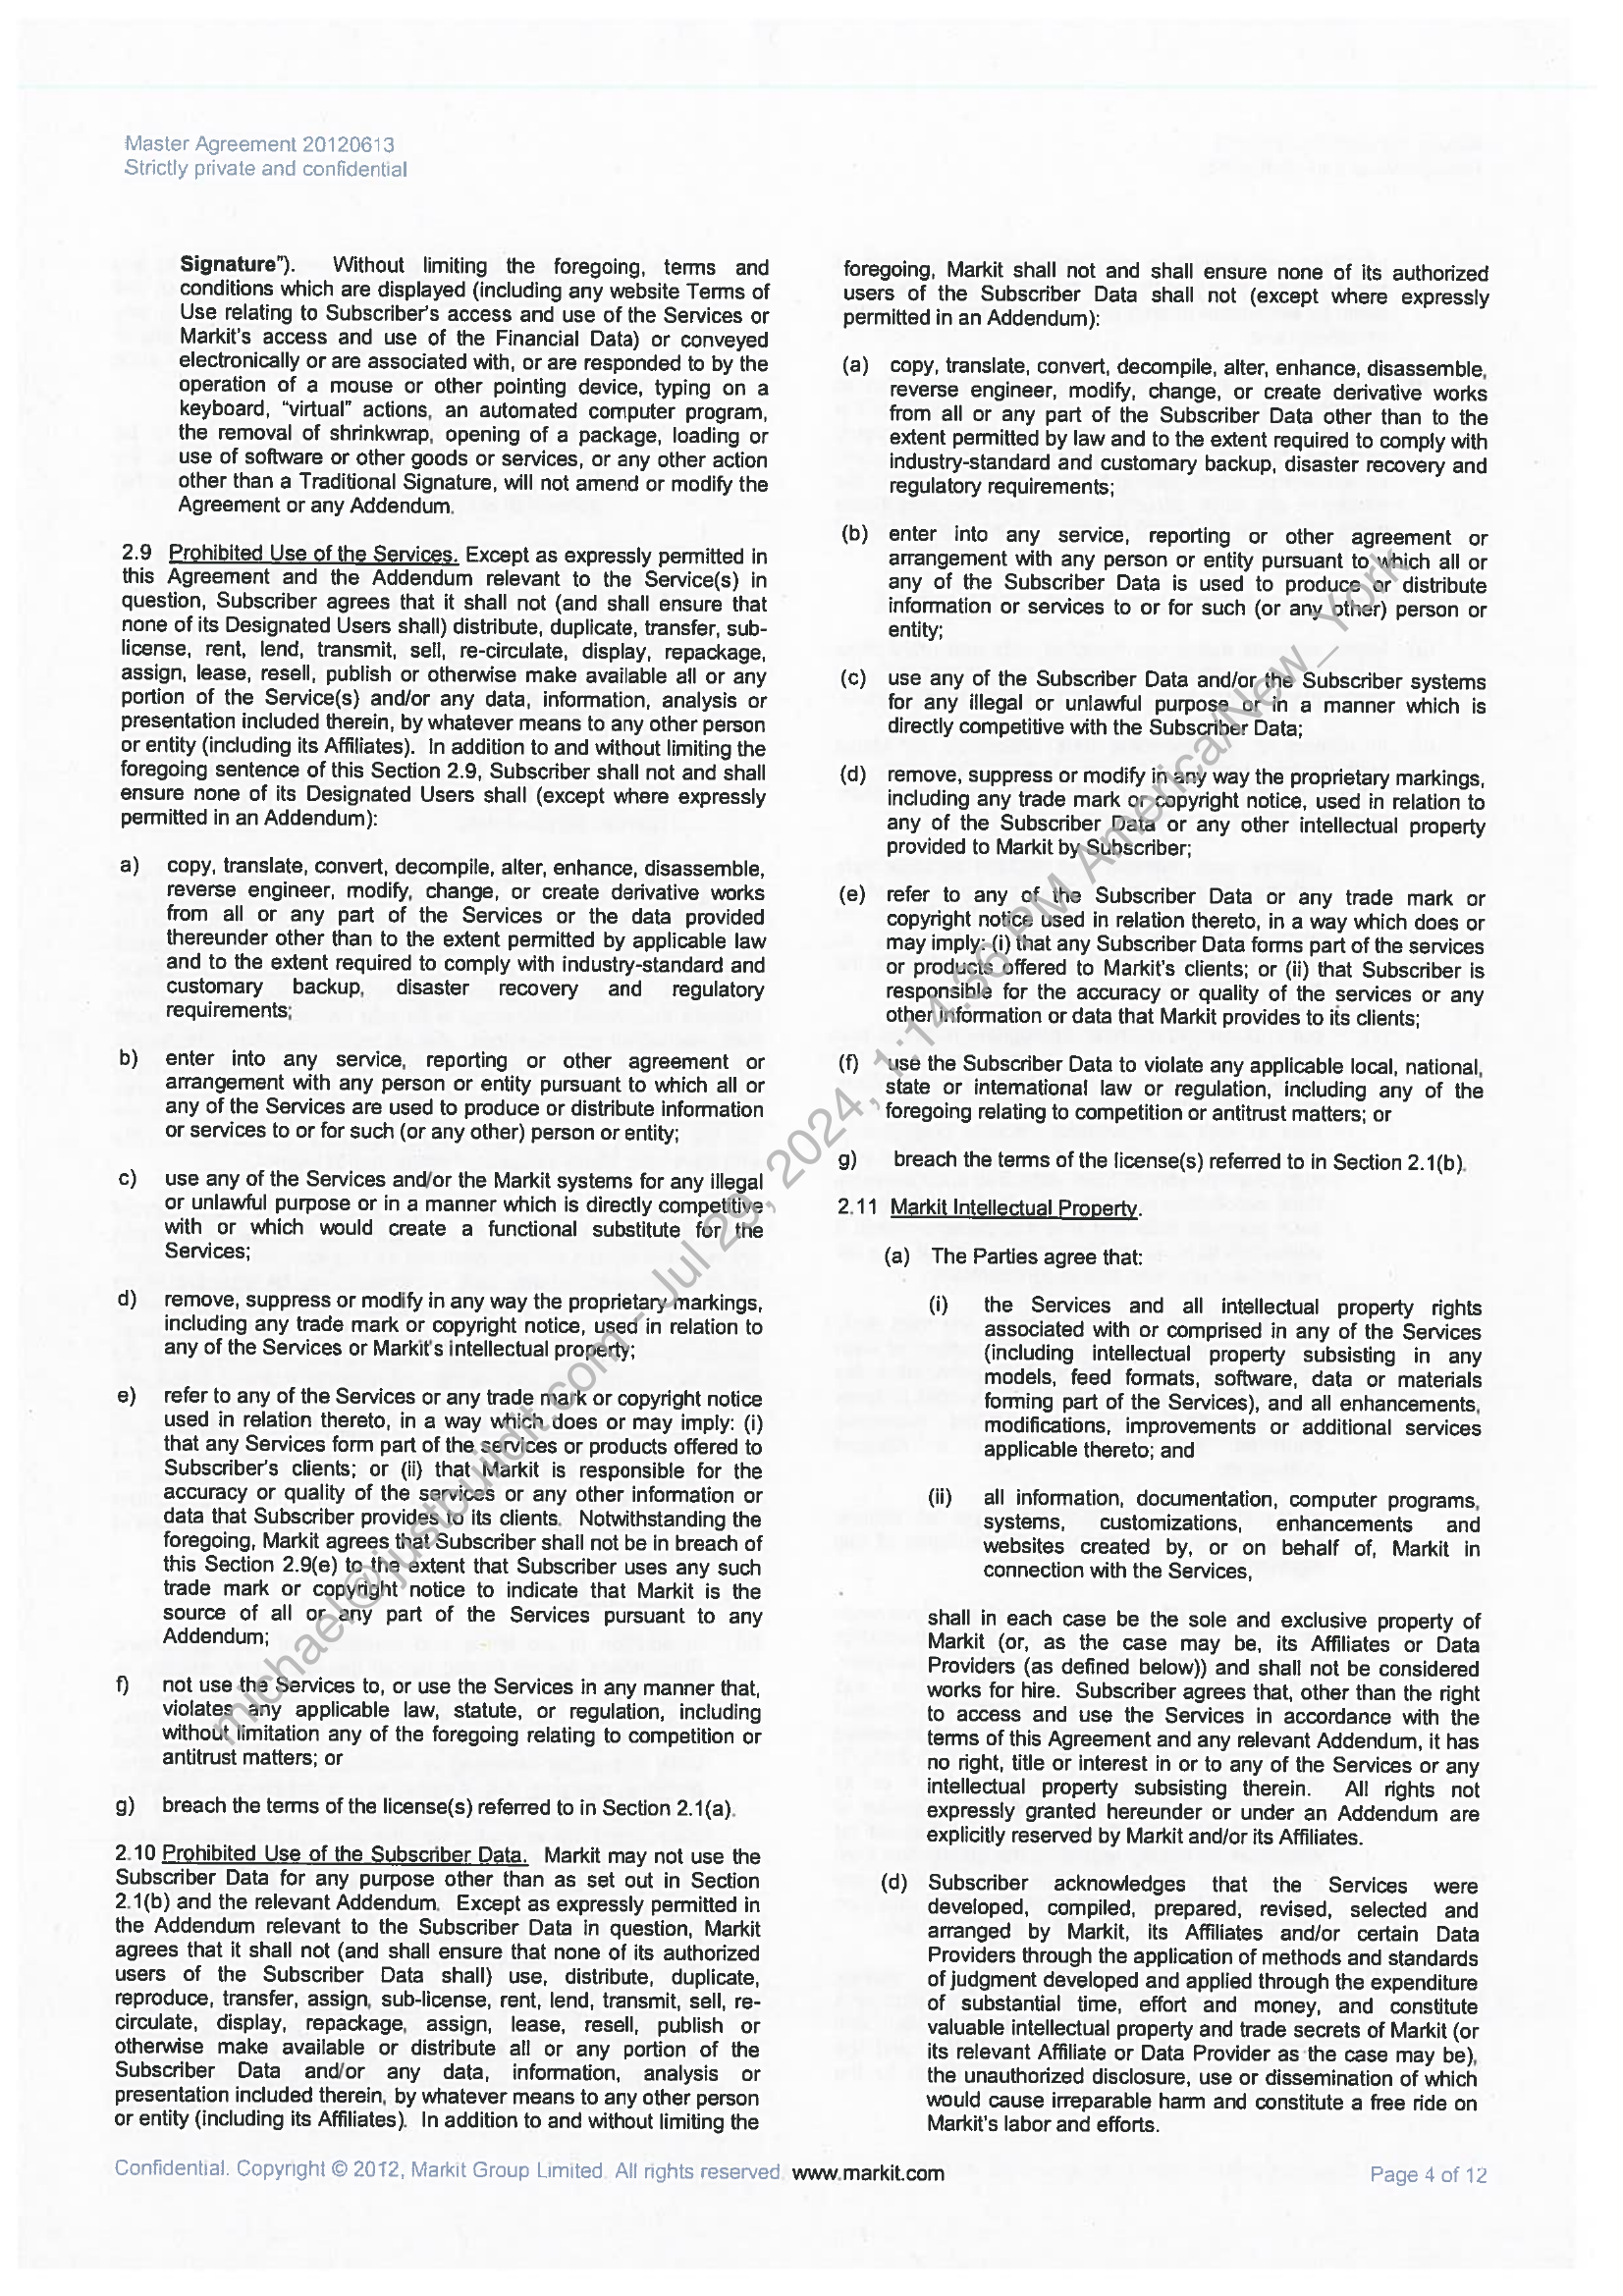 Master Agreement 20120613
Strictly private and confidential
Signature"). Without limiting the foregoing, terms and
conditions which are displayed (including any website Terms of
Use relating to Subscriber's access and use of the Services or
Markit's access and use of the Financial Data) or conveyed
electronically or are associated with, or are responded to by the
operation of a mouse or other pointing device, typing on a
keyboard, "virtual" actions, an automated computer program,
the removal of shrinkwrap, opening of a package, loading or
use of software or other goods or services, or any other action
other than a Traditional Signature, will not amend or modify the
Agreement or any Addendum.
2.9 Prohibited Use of the Services. Except as expressly permitted in
this Agreement and the Addendum relevant to the Service(s) in
question, Subscriber agrees that it shall not (and shall ensure that
none of its Designated Users shall) distribute, duplicate, transfer, sub-
license, rent, lend, transmit, sell, re-circulate, display, repackage,
assign, lease, resell, publish or otherwise make available all or any
portion of the Service(s) and/or any data, information, analysis or
presentation included therein, by whatever means to any other person
or entity (including its Affiliates). In addition to and without limiting the
foregoing sentence of this Section 2.9, Subscriber shall not and shall
ensure none of its Designated Users shall (except where expressly
permitted in an Addendum):
a) copy, translate, convert, decompile, alter, enhance, disassemble,
reverse engineer, modify, change, or create derivative works
from all or any part of the Services or the data provided
thereunder other than to the extent permitted by applicable law
and to the extent required to comply with industry-standard and
customary backup, disaster recovery and regulatory
requirements;
b) enter into any service, reporting or other agreement or
arrangement with any person or entity pursuant to which all or
any of the Services are used to produce or distribute information
or services to or for such (or any other) person or entity;
c) use any of the Services and/or the Markit systems for any illegal
or unlawful purpose or in a manner which is directly competitive
with or which would create a functional substitute for the
Services;
d) remove, suppress or modify in any way the proprietary markings,
including any trade mark or copyright notice, used in relation to
any of the Services or Markit's intellectual property;
e) refer to any of the Services or any trade mark or copyright notice
used in relation thereto, in a way which does or may imply: (i)
that any Services form part of the services or products offered to
Subscriber's clients; or (ii) that Markit is responsible for the
accuracy or quality of the services or any other information or
data that Subscriber provides to its clients. Notwithstanding the
foregoing, Markit agrees that Subscriber shall not be in breach of
this Section 2.9(e) to the extent that Subscriber uses any such
trade mark or copyright notice to indicate that Markit is the
source of all or any part of the Services pursuant to any
Addendum;
f) not use the Services to, or use the Services in any manner that,
violates any applicable law, statute, or regulation, including
without limitation any of the foregoing relating to competition or
antitrust matters; or
g) breach the terms of the license(s) referred to in Section 2.1(a).
2.10 Prohibited Use of the Subscriber Data. Markit may not use the
Subscriber Data for any purpose other than as set out in Section
2.1(b) and the relevant Addendum. Except as expressly permitted in
the Addendum relevant to the Subscriber Data in question, Markit
agrees that it shall not (and shall ensure that none of its authorized
users of the Subscriber Data shall) use, distribute, duplicate,
reproduce, transfer, assign, sub-license, rent, lend, transmit, sell, re-
circulate, display, repackage, assign, lease, resell, publish or
otherwise make available or distribute all or any portion of the
Subscriber Data and/or any data, information, analysis or
presentation included therein, by whatever means to any other person
or entity (including its Affiliates). In addition to and without limiting the
foregoing, Markit shall not and shall ensure none of its authorized
users of the Subscriber Data shall not (except where expressly
permitted in an Addendum):
(a) copy, translate, convert, decompile, alter, enhance, disassemble,
reverse engineer, modify, change, or create derivative works
from all or any part of the Subscriber Data other than to the
extent permitted by law and to the extent required to comply with
industry-standard and customary backup, disaster recovery and
regulatory requirements;
(b) enter into any service, reporting or other agreement or
arrangement with any person or entity pursuant to which all or
any of the Subscriber Data is used to produce or distribute
information or services to or for such (or any other) person or
entity;
(c) use any of the Subscriber Data and/or the Subscriber systems
for any illegal or unlawful purpose or in a manner which is
directly competitive with the Subscriber Data;
(d) remove, suppress or modify in any way the proprietary markings,
including any trade mark or copyright notice, used in relation to
any of the Subscriber Data or any other intellectual property
provided to Markit by Subscriber;
(e) refer to any of the Subscriber Data or any trade mark or
copyright notice used in relation thereto, in a way which does or
may imply: (i) that any Subscriber Data forms part of the services
or products offered to Markit's clients; or (ii) that Subscriber is
responsible for the accuracy or quality of the services or any
other information or data that Markit provides to its clients;
(f) use the Subscriber Data to violate any applicable local, national,
state or international law or regulation, including any of the
foregoing relating to competition or antitrust matters; or
g) breach the terms of the license(s) referred to in Section 2.1(b).
2.11 Markit Intellectual Property.
(a) The Parties agree that:
(i) the Services and all intellectual property rights
associated with or comprised in any of the Services
(including intellectual property subsisting in any
models, feed formats, software, data or materials
forming part of the Services), and all enhancements,
modifications, improvements or additional services
applicable thereto; and
(ii) all information, documentation, computer programs,
systems, customizations, enhancements and
websites created by, or on behalf of, Markit in
connection with the Services,
shall in each case be the sole and exclusive property of
Markit (or, as the case may be, its Affiliates or Data
Providers (as defined below)) and shall not be considered
works for hire. Subscriber agrees that, other than the right
to access and use the Services in accordance with the
terms of this Agreement and any relevant Addendum, it has
no right, title or interest in or to any of the Services or any
intellectual property subsisting therein. All rights not
expressly granted hereunder or under an Addendum are
explicitly reserved by Markit and/or its Affiliates.
(d) Subscriber acknowledges that the Services were
developed, compiled, prepared, revised, selected and
arranged by Markit, its Affiliates and/or certain Data
Providers through the application of methods and standards
of judgment developed and applied through the expenditure
of substantial time, effort and money, and constitute
valuable intellectual property and trade secrets of Markit (or
its relevant Affiliate or Data Provider as the case may be),
the unauthorized disclosure, use or dissemination of which
would cause irreparable harm and constitute a free ride on
Markit's labor and efforts.
Confidential. Copyright © 2012, Markit Group Limited. All rights reserved. www.markit.com
Page 4 of 12
michael@justbuildit.com - Jul 29, 2024, 1:14:36 PM America/New_York